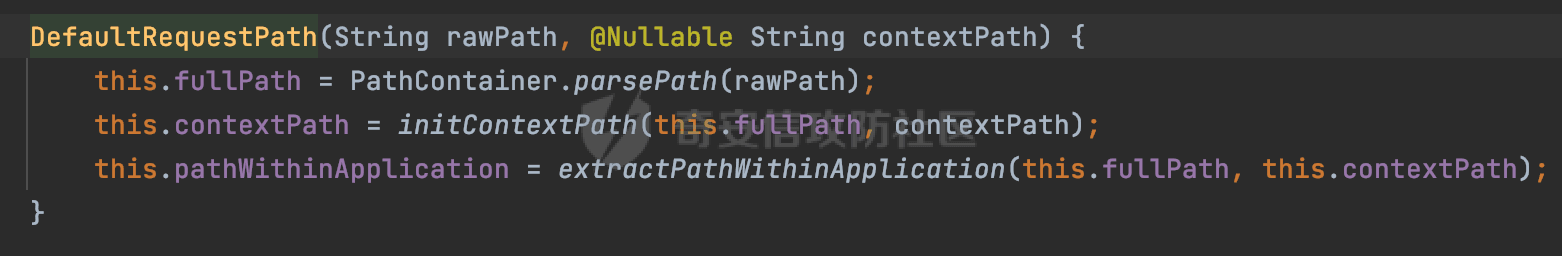 DefaultRequestPath(String rawPath, @Nullable String contextPath) {
this.fullPath = PathContainer.parsePath(rawPath);
this.contextPath = initContextPath(this.fullPath, contextPath);
this.pathWithinApplication = extractPathWithinApplication(this.fullPath, this.contextPath);
}
奇安信攻防社区